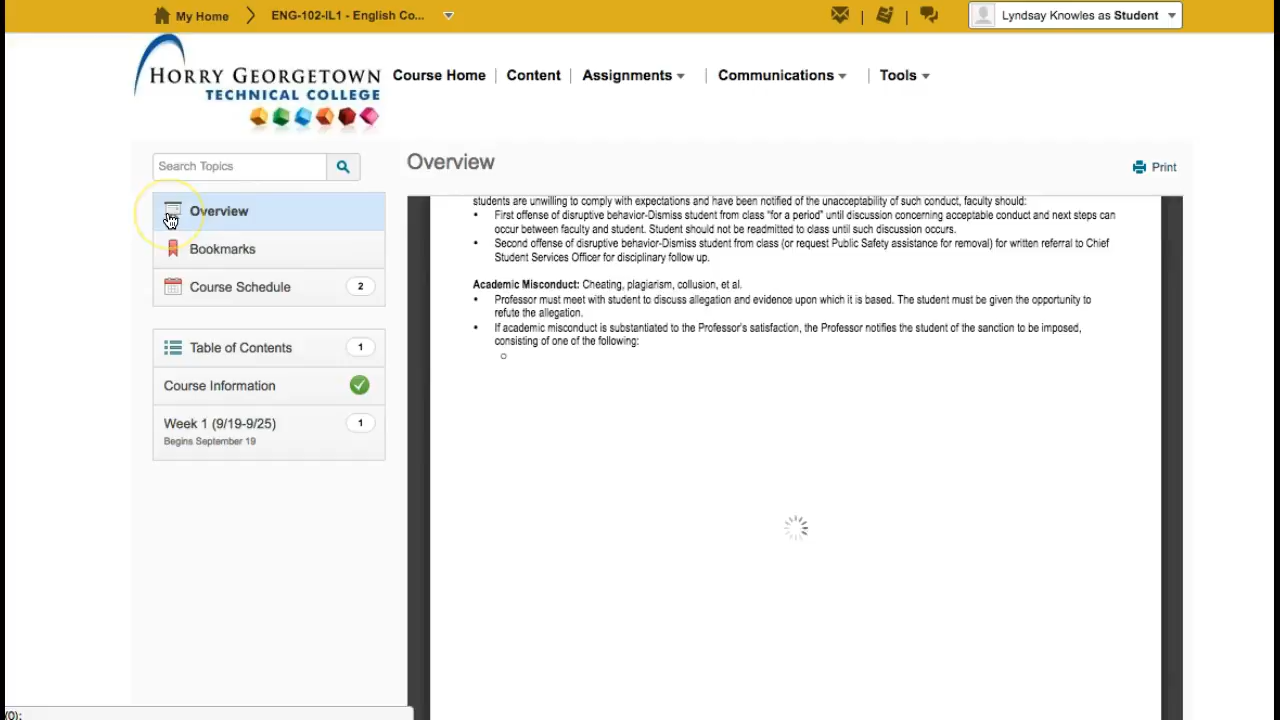 My Home
ENG-102-IL1 - English Co...
Lyndsay Knowles as Student
HORRY GEORGETOWN
TECHNICAL COLLEGE
Course Home
Content
Assignments
Communications
Tools
Search Topics
Overview
Bookmarks
Course Schedule 2
Table of Contents 1
Course Information
Week 1 (9/19-9/25) 1
Begins September 19
Overview
Print
students are unwilling to comply with expectations and have been notified of the unacceptability of such conduct, faculty should:
• First offense of disruptive behavior-Dismiss student from class "for a period" until discussion concerning acceptable conduct and next steps can
occur between faculty and student. Student should not be readmitted to class until such discussion occurs.
• Second offense of disruptive behavior-Dismiss student from class (or request Public Safety assistance for removal) for written referral to Chief
Student Services Officer for disciplinary follow up.
Academic Misconduct: Cheating, plagiarism, collusion, et al.
• Professor must meet with student to discuss allegation and evidence upon which it is based. The student must be given the opportunity to
refute the allegation.
• If academic misconduct is substantiated to the Professor's satisfaction, the Professor notifies the student of the sanction to be imposed,
consisting of one of the following:
(0):